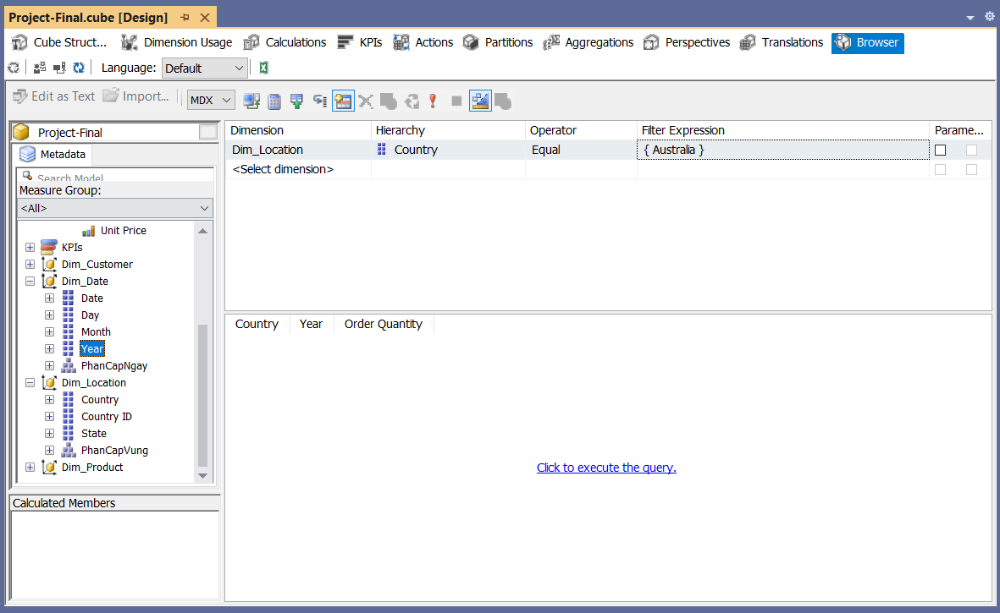 Project-Final.cube [Design]
Cube Struct... Dimension Usage Calculations KPIs Actions Partitions Aggregations Perspectives Translations Browser
Language: Default
Edit as Text Import... MDX
Project-Final
Metadata
Search Model
Measure Group:
<All>
Unit Price
KPIs
Dim_Customer
Dim_Date
Date
Day
Month
Year
PhanCapNgay
Dim_Location
Country
Country ID
State
PhanCapVung
Dim_Product
Calculated Members
Dimension Hierarchy Operator Filter Expression Parame...
Dim_Location Country Equal { Australia }
<Select dimension>
Country Year Order Quantity
Click to execute the query.